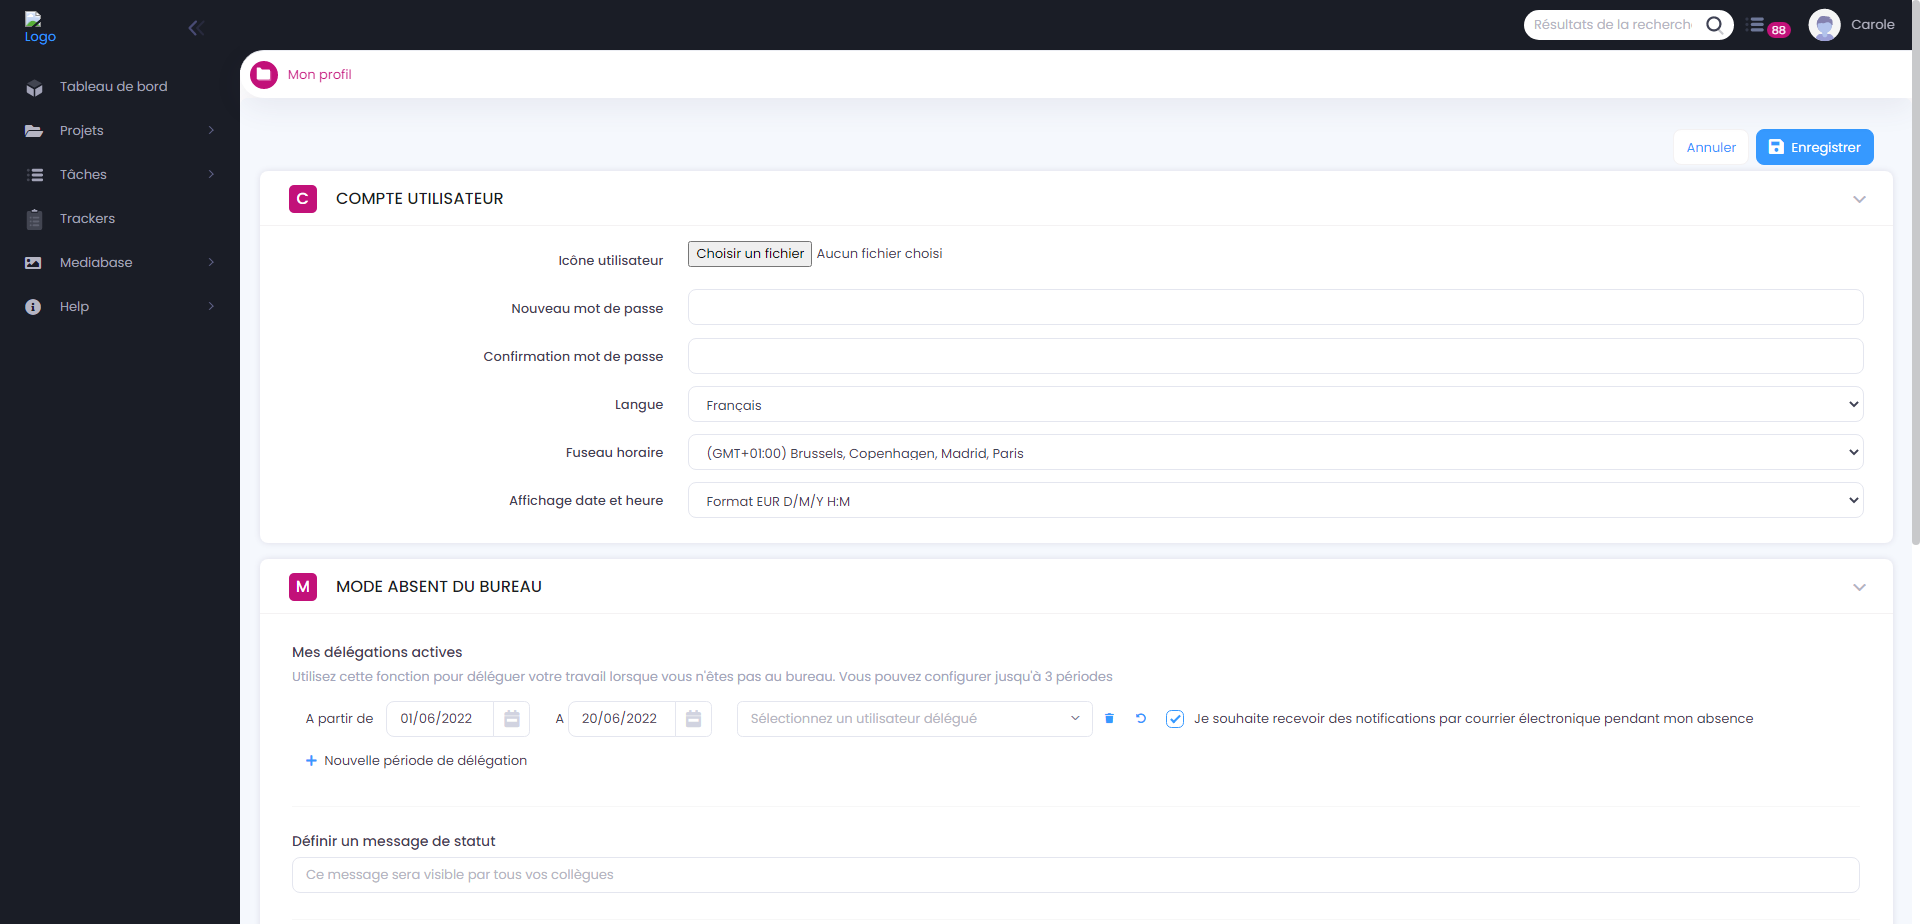 Logo
Résultats de la recherch
88
Carole
Tableau de bord
Projets
Tâches
Trackers
Mediabase
Help
Mon profil
Annuler
Enregistrer
C
COMPTE UTILISATEUR
Icône utilisateur
Choisir un fichier Aucun fichier choisi
Nouveau mot de passe
Confirmation mot de passe
Langue
Français
Fuseau horaire
(GMT+01:00) Brussels, Copenhagen, Madrid, Paris
Affichage date et heure
Format EUR D/M/Y H:M
M
MODE ABSENT DU BUREAU
Mes délégations actives
Utilisez cette fonction pour déléguer votre travail lorsque vous n'êtes pas au bureau. Vous pouvez configurer jusqu'à 3 périodes
A partir de 01/06/2022 A 20/06/2022 Sélectionnez un utilisateur délégué Je souhaite recevoir des notifications par courrier électronique pendant mon absence
Nouvelle période de délégation
Définir un message de statut
Ce message sera visible par tous vos collègues